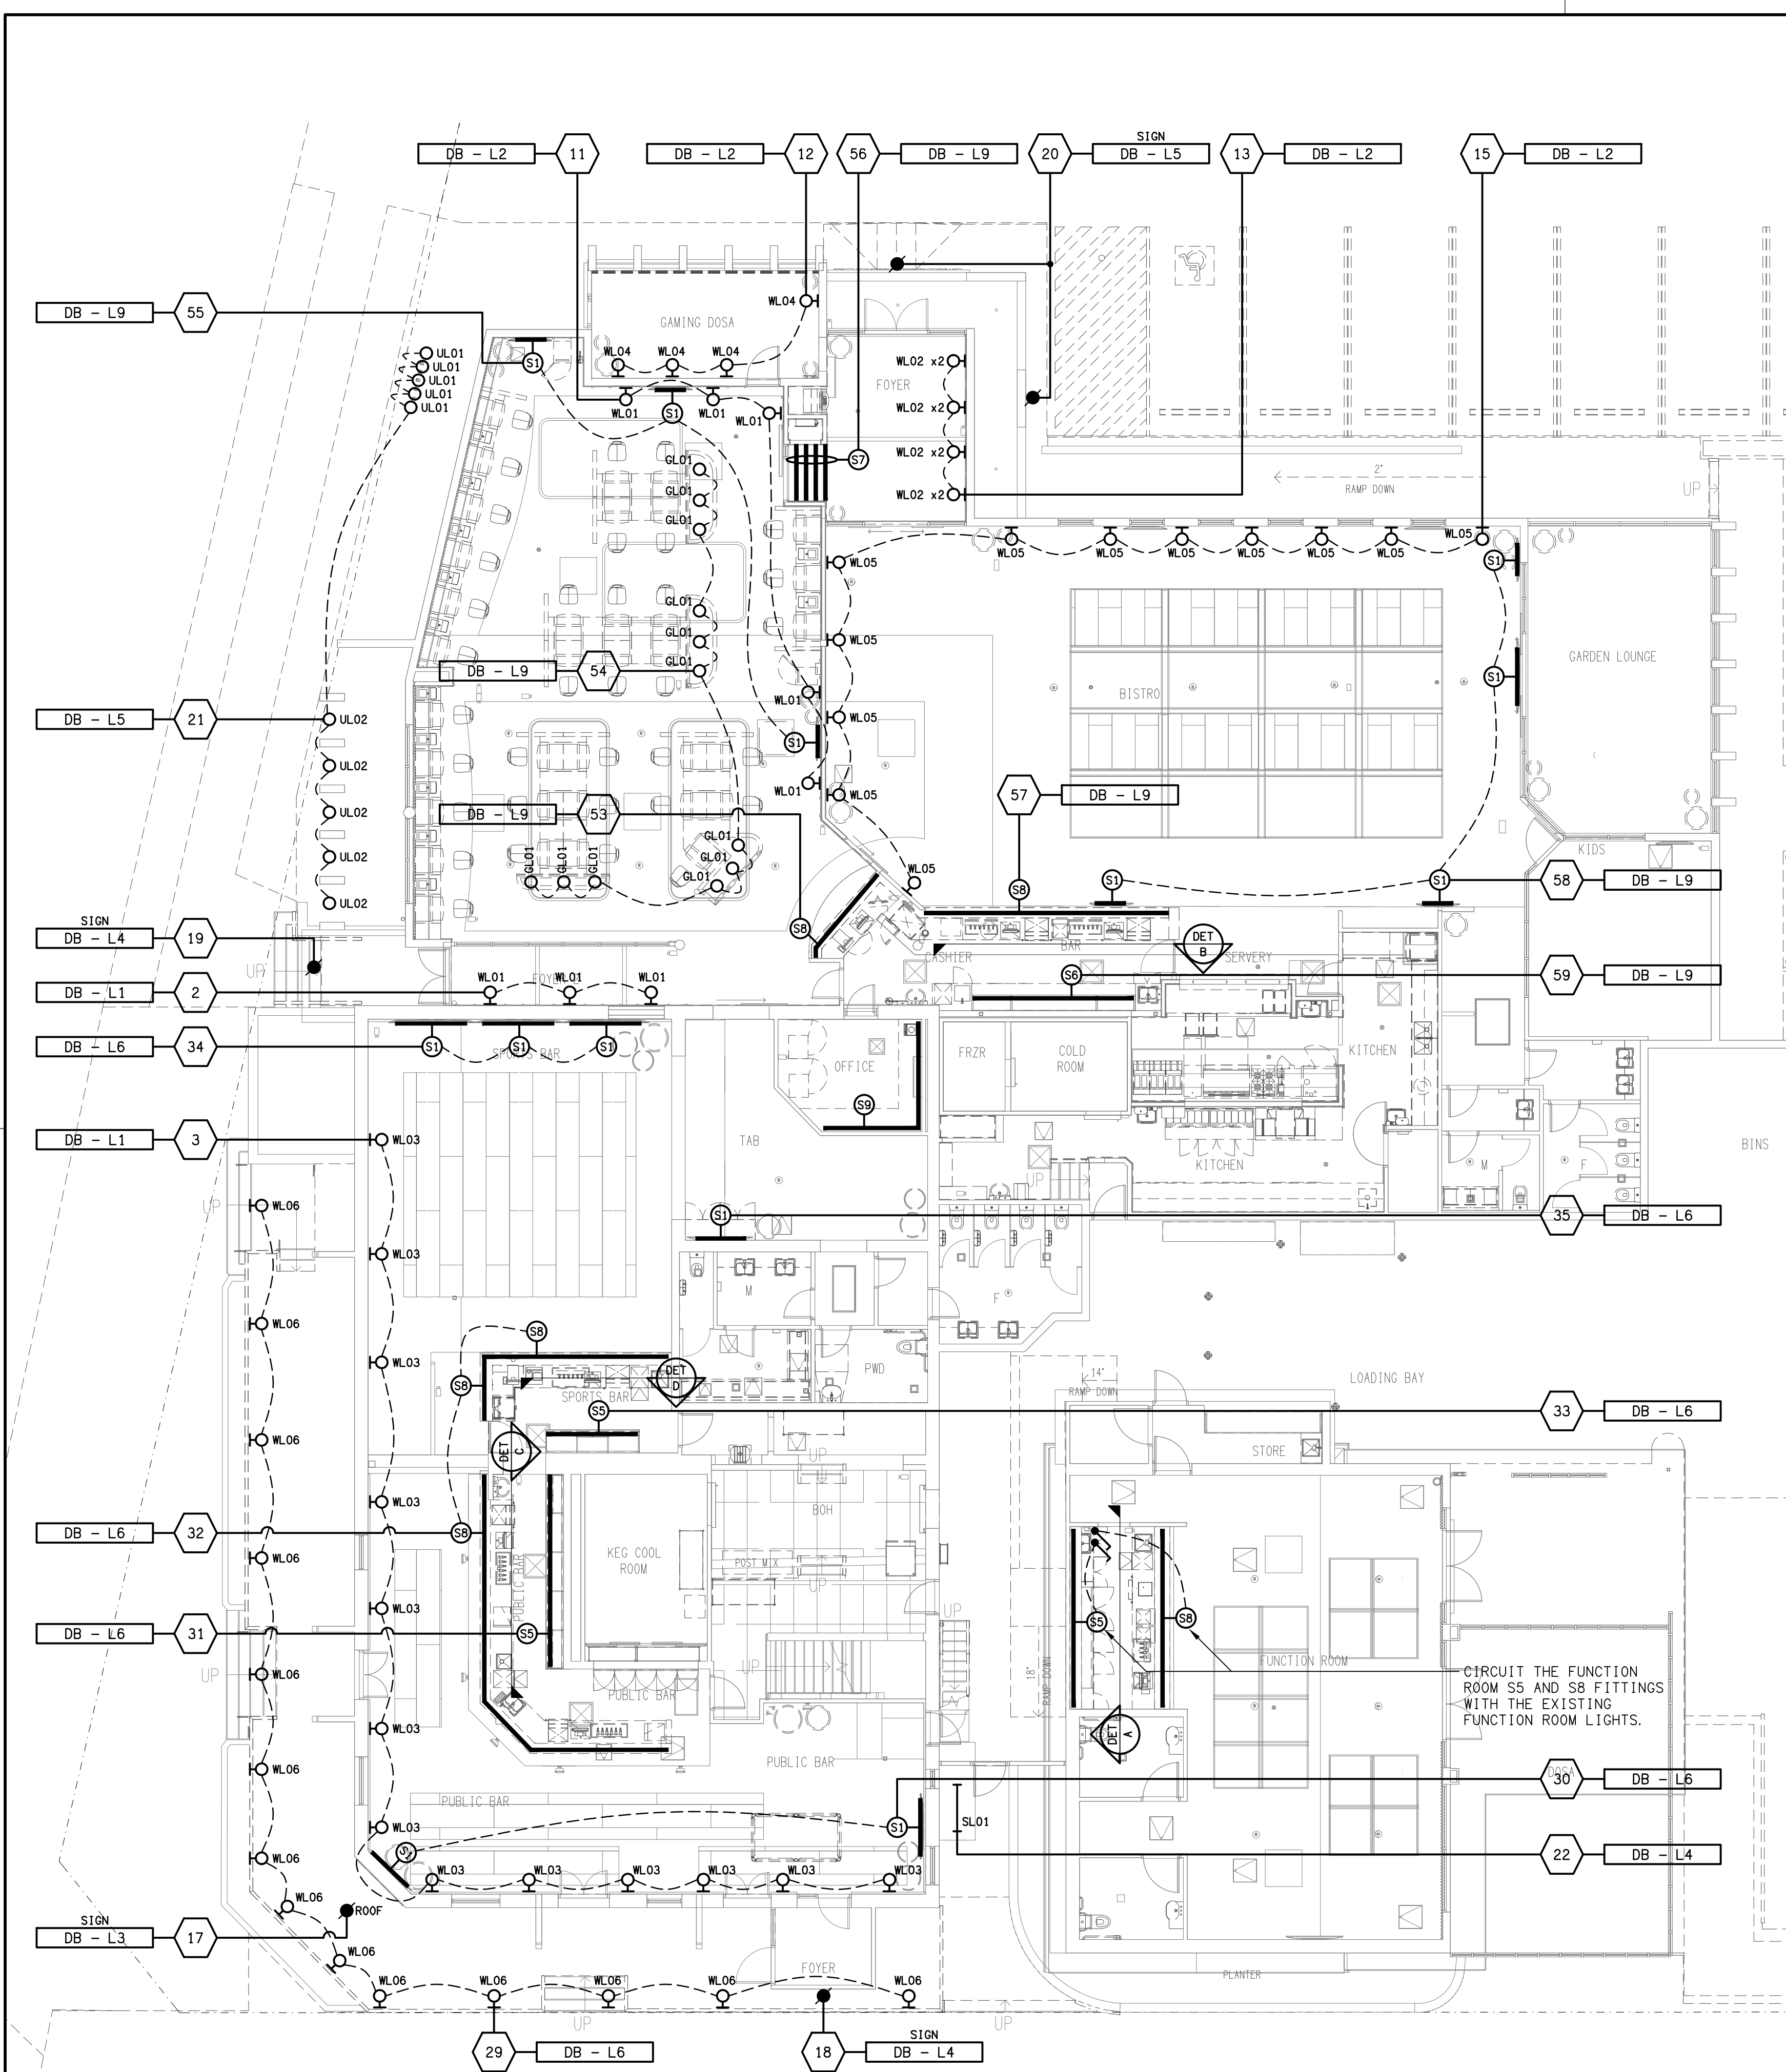 SIGN
DB - L2
11
DB - L2
12
56
DB - L9
20
DB - L5
13
DB - L2
15
DB - L2
WL04
DB - L9
55
GAMING DOSA
UL01
UL01
UL01
UL01
UL01
S1
WL04
WL04
WL04
FOYER
WL02 x2
WL02 x2
WL02 x2
WL02 x2
WL01
S1
WL01
WL01
GL01
GL01
GL01
S7
2°
RAMP DOWN
UP
WL05
WL05
WL05
WL05
WL05
WL05
WL05
S1
WL05
GL01
GL01
GL01
WL05
DB - L9
54
GARDEN LOUNGE
S1
BISTRO
WL01
DB - L5
21
UL02
WL05
S1
UL02
WL01
WL05
57
DB - L9
DB - L9
53
UL02
GL01
KIDS
UL02
GL01
GL01
GL01
GL01
GL01
WL05
S8
S1
S1
58
DB - L9
UL02
SIGN
DB - L4
19
S8
DET
B
BAR
CASHIER
SERVERY
UP
FOYER
WL01
WL01
WL01
S6
59
DB - L9
DB - L1
2
DB - L6
34
S1
S1
S1
SPORTS BAR
OFFICE
FRZR
COLD
ROOM
KITCHEN
S9
DB - L1
3
WL03
TAB
BINS
KITCHEN
M
F
UP
UP
WL06
S1
35
DB - L6
WL03
M
F
WL06
S8
WL03
S8
SPORTS BAR
DET
D
PWD
14°
RAMP DOWN
LOADING BAY
S5
33
DB - L6
WL06
DET
C
UP
STORE
WL03
BOH
DB - L6
32
S8
KEG COOL
ROOM
WL06
POST MIX
PUBLIC BAR
UP
WL03
UP
DB - L6
31
S5
S5
S8
UP
WL06
UP
18°
RAMP DOWN
FUNCTION ROOM
CIRCUIT THE FUNCTION
ROOM S5 AND S8 FITTINGS
WITH THE EXISTING
FUNCTION ROOM LIGHTS.
PUBLIC BAR
WL03
DET
A
WL06
PUBLIC BAR
DOSA
30
DB - L6
PUBLIC BAR
WL03
S1
SL01
WL06
S1
22
DB - L4
WL03
WL03
WL03
WL03
WL03
WL03
WL06
ROOF
SIGN
DB - L3
17
WL06
FOYER
PLANTER
WL06
WL06
WL06
WL06
WL06
UP
UP
29
DB - L6
18
SIGN
DB - L4